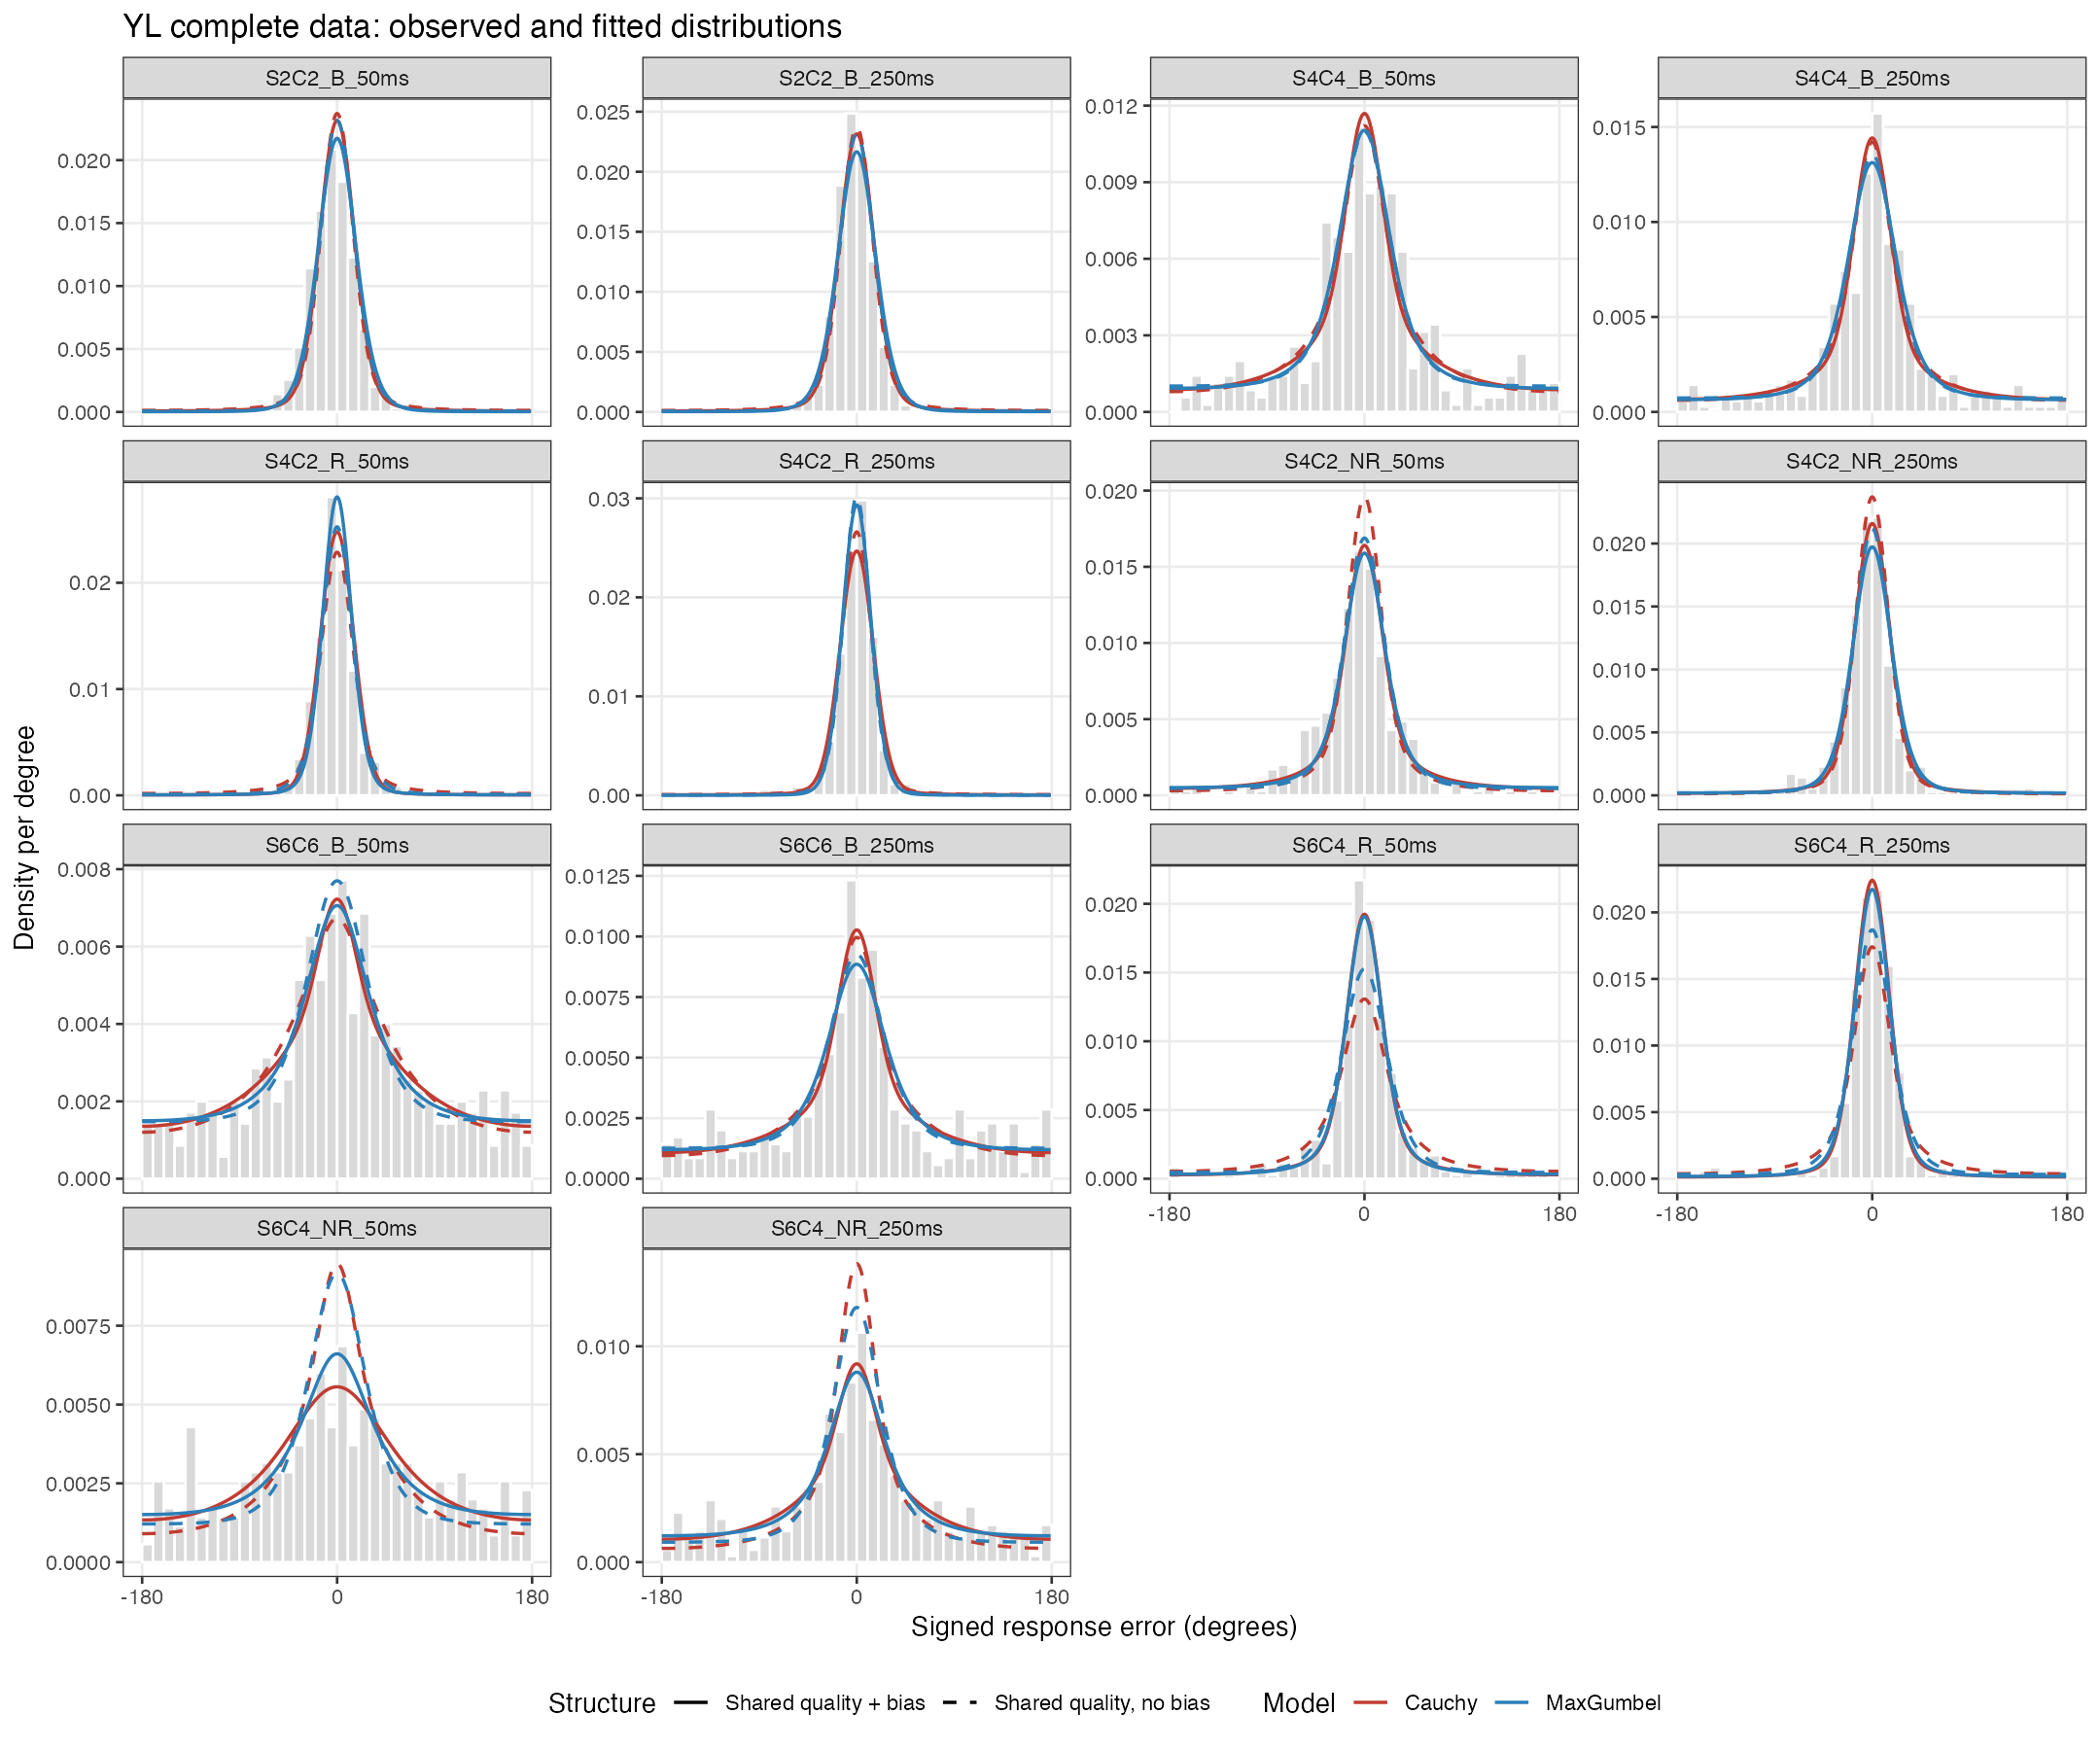 YL complete data: observed and fitted distributions
S2C2_B_50ms
S2C2_B_250ms
S4C4_B_50ms
S4C4_B_250ms
0.020
0.015
0.010
0.005
0.000
0.025
0.020
0.015
0.010
0.005
0.000
0.012
0.009
0.006
0.003
0.000
0.015
0.010
0.005
0.000
S4C2_R_50ms
S4C2_R_250ms
S4C2_NR_50ms
S4C2_NR_250ms
0.02
0.01
0.00
0.03
0.02
0.01
0.00
0.020
0.015
0.010
0.005
0.000
0.020
0.015
0.010
0.005
0.000
S6C6_B_50ms
S6C6_B_250ms
S6C4_R_50ms
S6C4_R_250ms
0.008
0.006
0.004
0.002
0.000
0.0125
0.0100
0.0075
0.0050
0.0025
0.0000
0.020
0.015
0.010
0.005
0.000
-180 0 180
0.020
0.015
0.010
0.005
0.000
-180 0 180
S6C4_NR_50ms
S6C4_NR_250ms
0.0075
0.0050
0.0025
0.0000
-180 0 180
0.010
0.005
0.000
-180 0 180
Density per degree
Signed response error (degrees)
Structure Shared quality + bias Shared quality, no bias Model Cauchy MaxGumbel